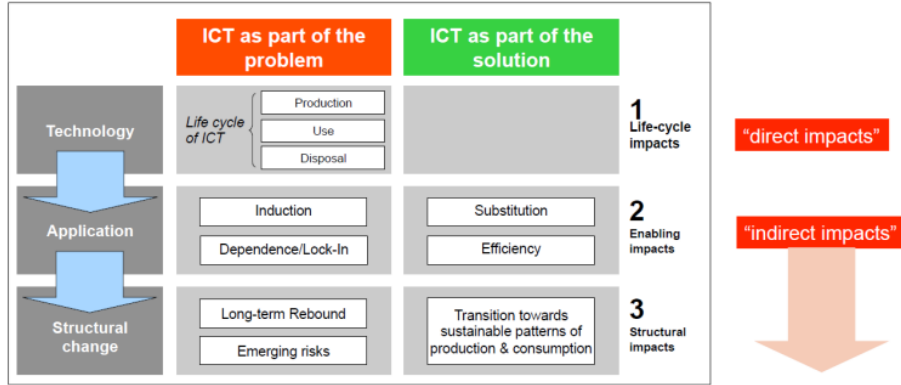 ICT as part of the
problem
ICT as part of the
solution
Technology
Life cycle
of ICT
Production
Use
Disposal
1
Life-cycle
impacts
“direct impacts”
Application
Induction
Dependence/Lock-In
Substitution
Efficiency
2
Enabling
impacts
“indirect impacts”
Structural
change
Long-term Rebound
Emerging risks
Transition towards
sustainable patterns of
production & consumption
3
Structural
impacts